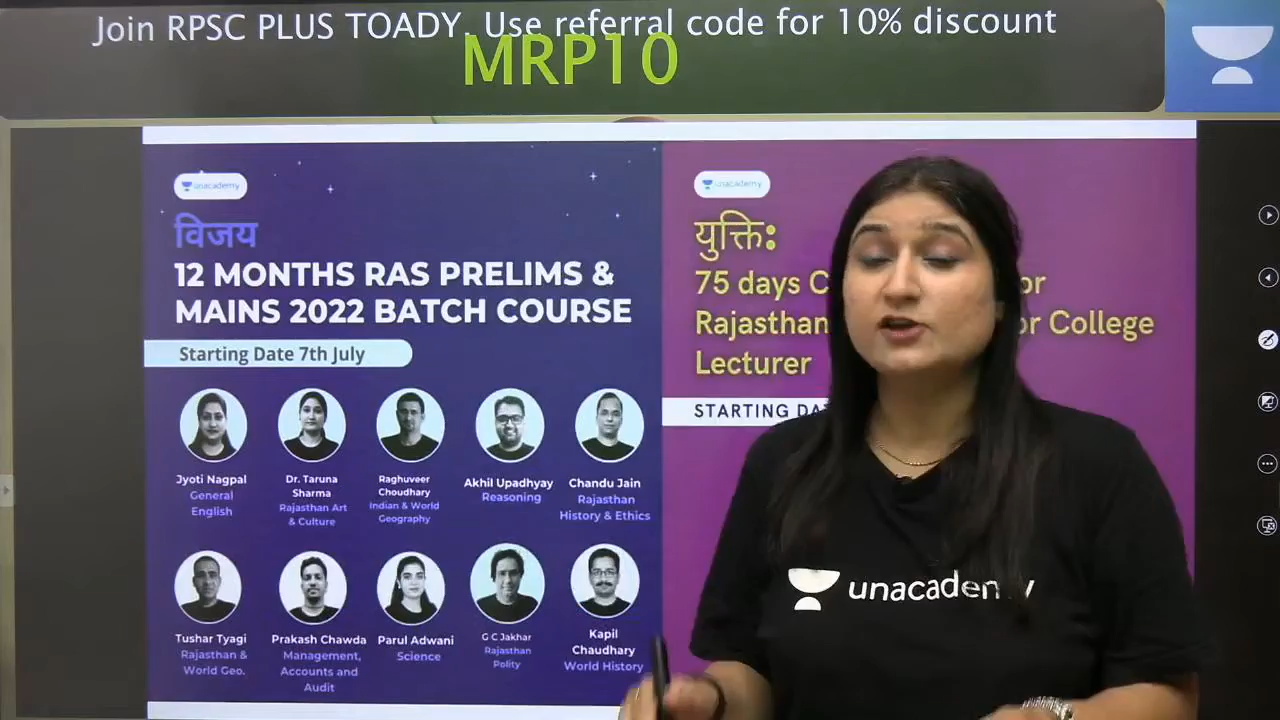 Join RPSC PLUS TOADY. Use referral code for 10% discount
MRP10
unacademy
विजय
12 MONTHS RAS PRELIMS &
MAINS 2022 BATCH COURSE
Starting Date 7th July
Jyoti Nagpal
General
English
Dr. Taruna
Sharma
Rajasthan Art
& Culture
Raghuveer
Choudhary
Indian & World
Geography
Akhil Upadhyay
Reasoning
Chandu Jain
Rajasthan
History & Ethics
Tushar Tyagi
Rajasthan &
World Geo.
Prakash Chawda
Management,
Accounts and
Audit
Parul Adwani
Science
G C Jakhar
Rajasthan
Polity
Kapil
Chaudhary
World History
unacademy
युक्ति:
75 days
Rajasthan College
Lecturer
STARTING
unacademy